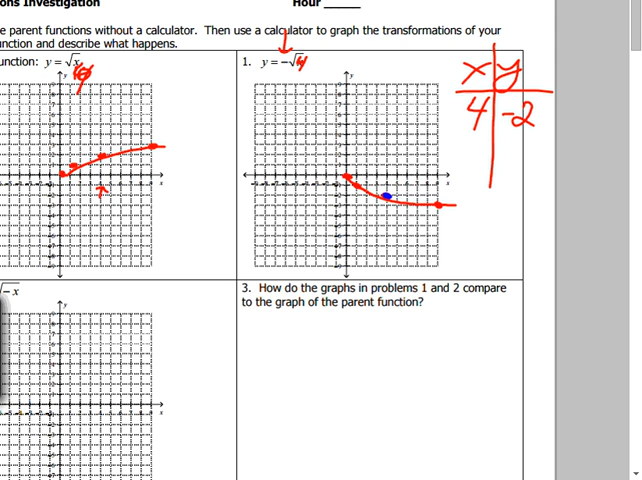 ons Investigation Hour
e parent functions without a calculator. Then use a calculator to graph the transformations of your
unction and describe what happens.
unction: y = √x
1. y = −√4
x y
4 -2
√−x
3. How do the graphs in problems 1 and 2 compare
to the graph of the parent function?